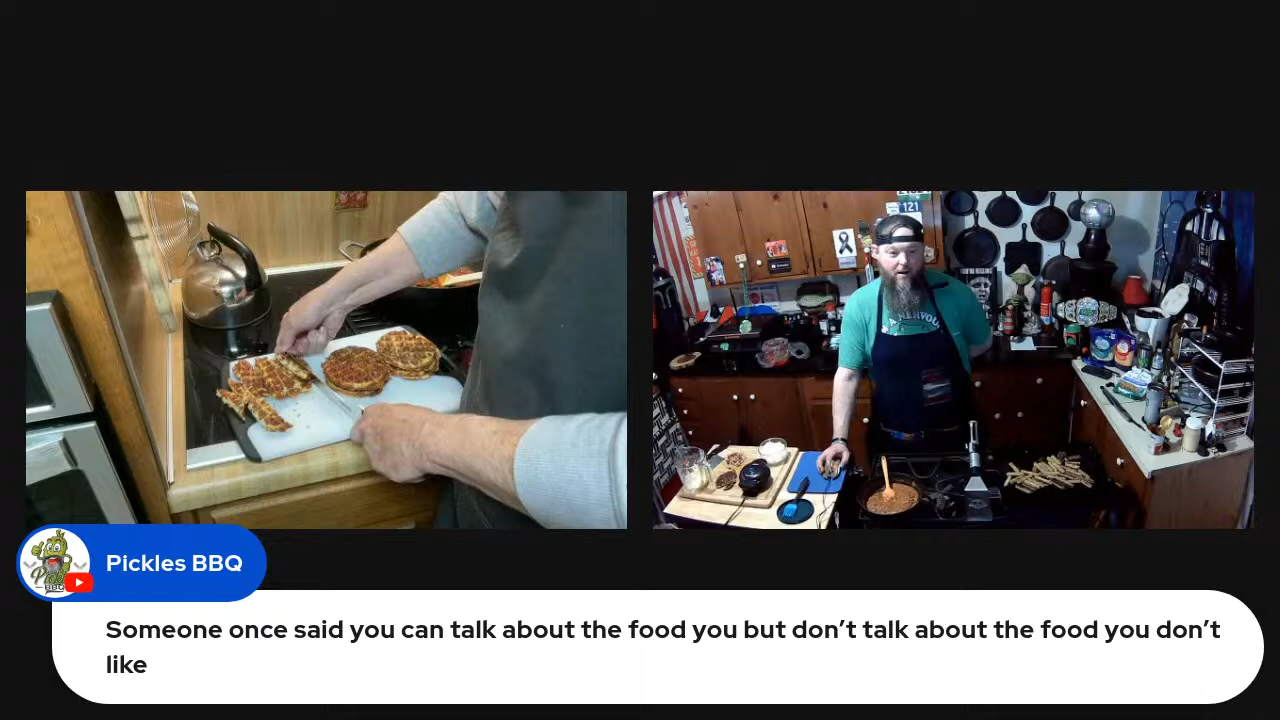 121
Pickles BBQ
Someone once said you can talk about the food you but don’t talk about the food you don’t
like